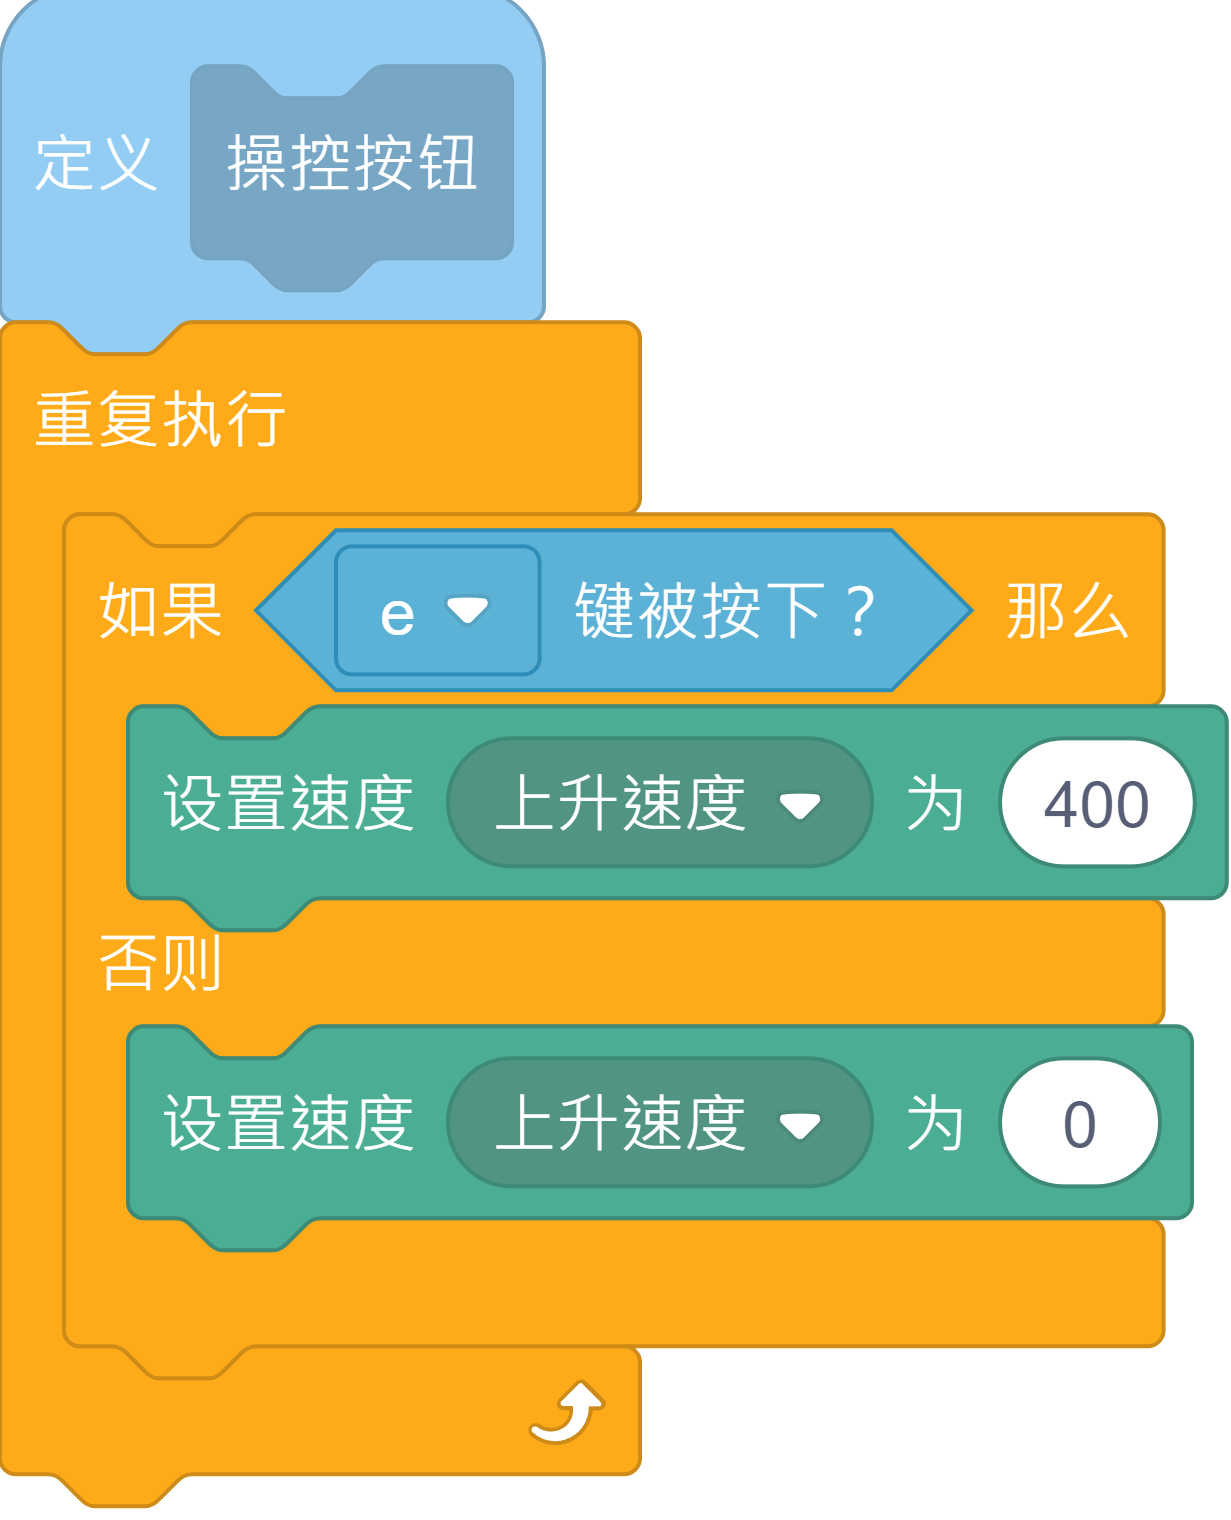 定义 操控按钮
重复执行
如果 e 键被按下？ 那么
设置速度 上升速度 为 400
否则
设置速度 上升速度 为 0